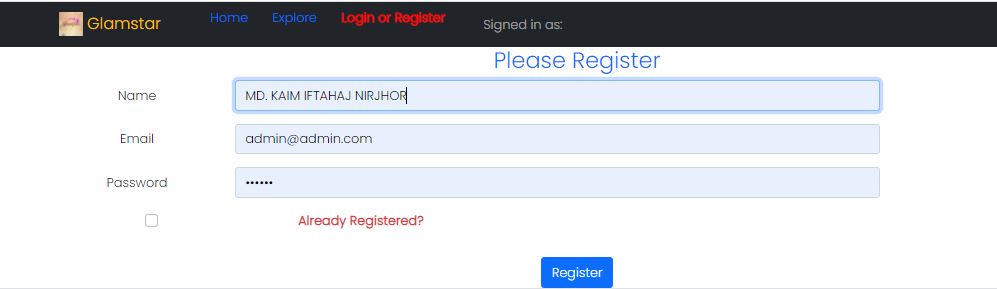 Glamstar Home Explore Login or Register Signed in as:
Please Register
Name MD. KAIM IFTAHAJ NIRJHOR
Email admin@admin.com
Password ••••••
Already Registered?
Register